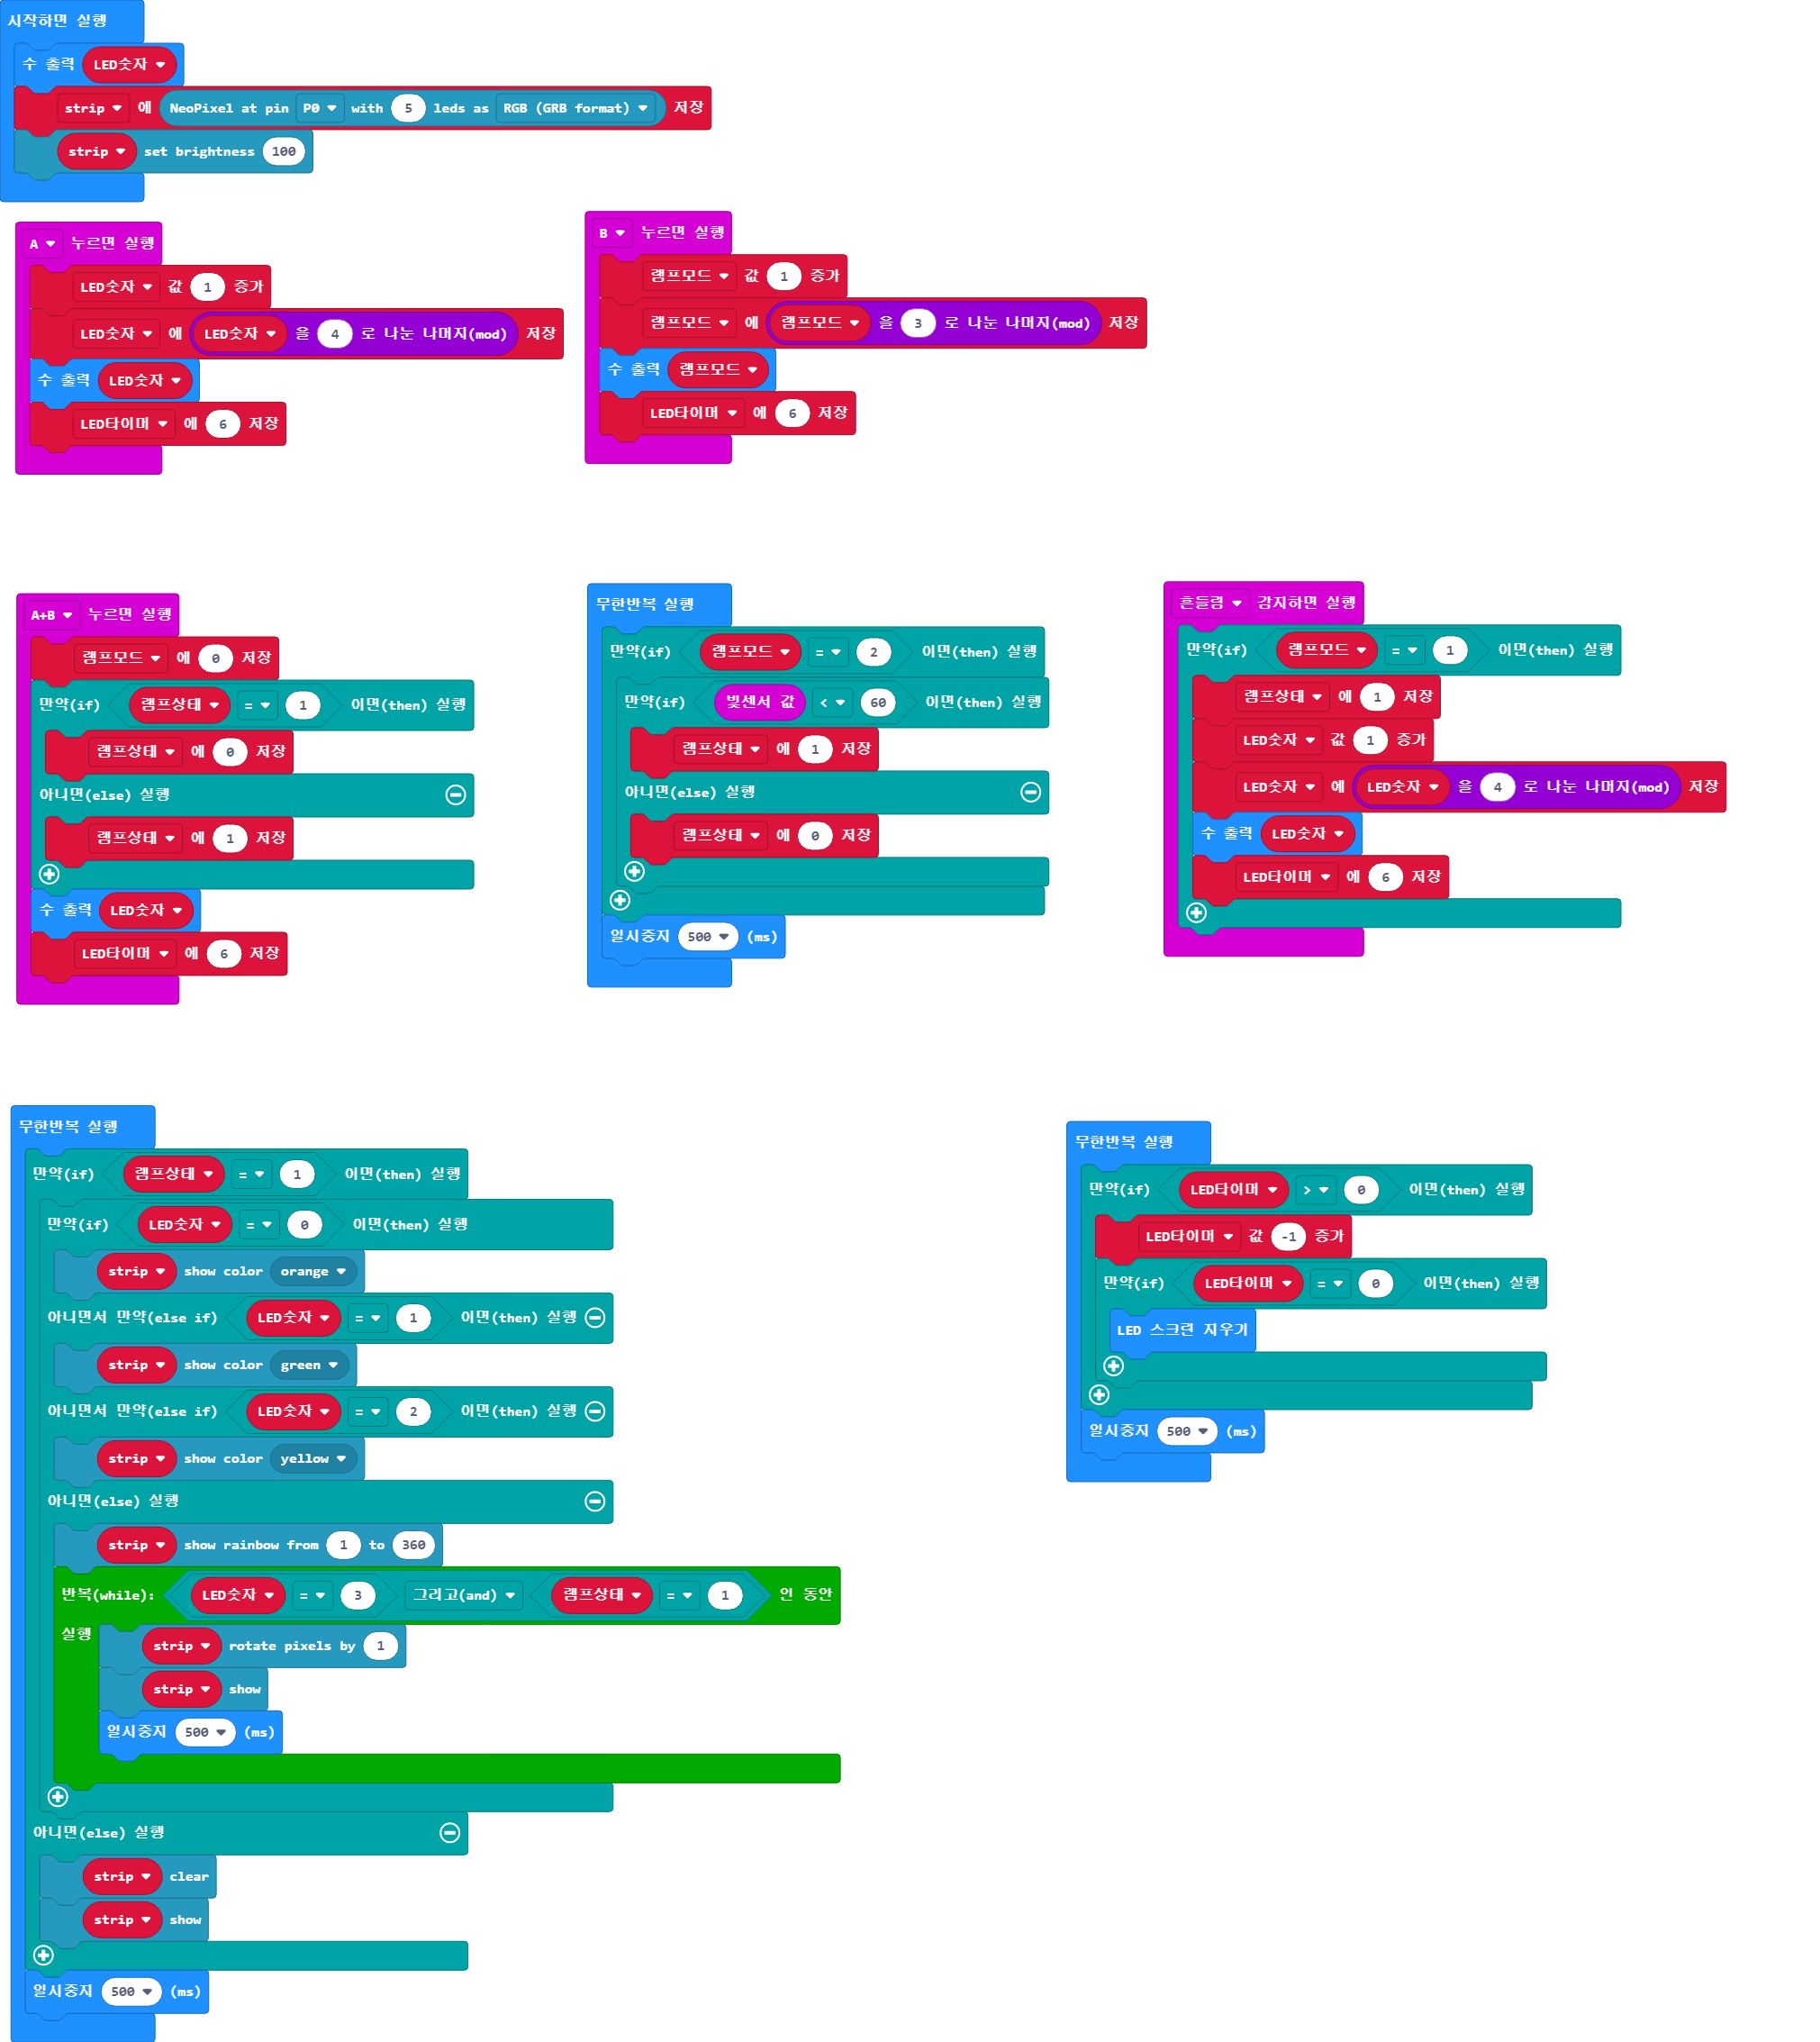 시작하면 실행
수 출력 LED숫자
strip 에 NeoPixel at pin P0 with 5 leds as RGB (GRB format) 저장
strip set brightness 100
A 누르면 실행
LED숫자 값 1 증가
LED숫자 에 LED숫자 을 4 로 나눈 나머지(mod) 저장
수 출력 LED숫자
LED타이머 에 6 저장
B 누르면 실행
램프모드 값 1 증가
램프모드 에 램프모드 을 3 로 나눈 나머지(mod) 저장
수 출력 램프모드
LED타이머 에 6 저장
A+B 누르면 실행
램프모드 에 0 저장
만약(if) 램프상태 = 1 이면(then) 실행
램프상태 에 0 저장
아니면(else) 실행
램프상태 에 1 저장
수 출력 LED숫자
LED타이머 에 6 저장
무한반복 실행
만약(if) 램프모드 = 2 이면(then) 실행
만약(if) 빛센서 값 < 60 이면(then) 실행
램프상태 에 1 저장
아니면(else) 실행
램프상태 에 0 저장
일시중지 500 (ms)
흔들림 감지하면 실행
만약(if) 램프모드 = 1 이면(then) 실행
램프상태 에 1 저장
LED숫자 값 1 증가
LED숫자 에 LED숫자 을 4 로 나눈 나머지(mod) 저장
수 출력 LED숫자
LED타이머 에 6 저장
무한반복 실행
만약(if) 램프상태 = 1 이면(then) 실행
만약(if) LED숫자 = 0 이면(then) 실행
strip show color orange
아니면서 만약(else if) LED숫자 = 1 이면(then) 실행
strip show color green
아니면서 만약(else if) LED숫자 = 2 이면(then) 실행
strip show color yellow
아니면(else) 실행
strip show rainbow from 1 to 360
반복(while): LED숫자 = 3 그리고(and) 램프상태 = 1 인 동안
실행 strip rotate pixels by 1
strip show
일시중지 500 (ms)
아니면(else) 실행
strip clear
strip show
일시중지 500 (ms)
무한반복 실행
만약(if) LED타이머 > 0 이면(then) 실행
LED타이머 값 -1 증가
만약(if) LED타이머 = 0 이면(then) 실행
LED 스크린 지우기
일시중지 500 (ms)